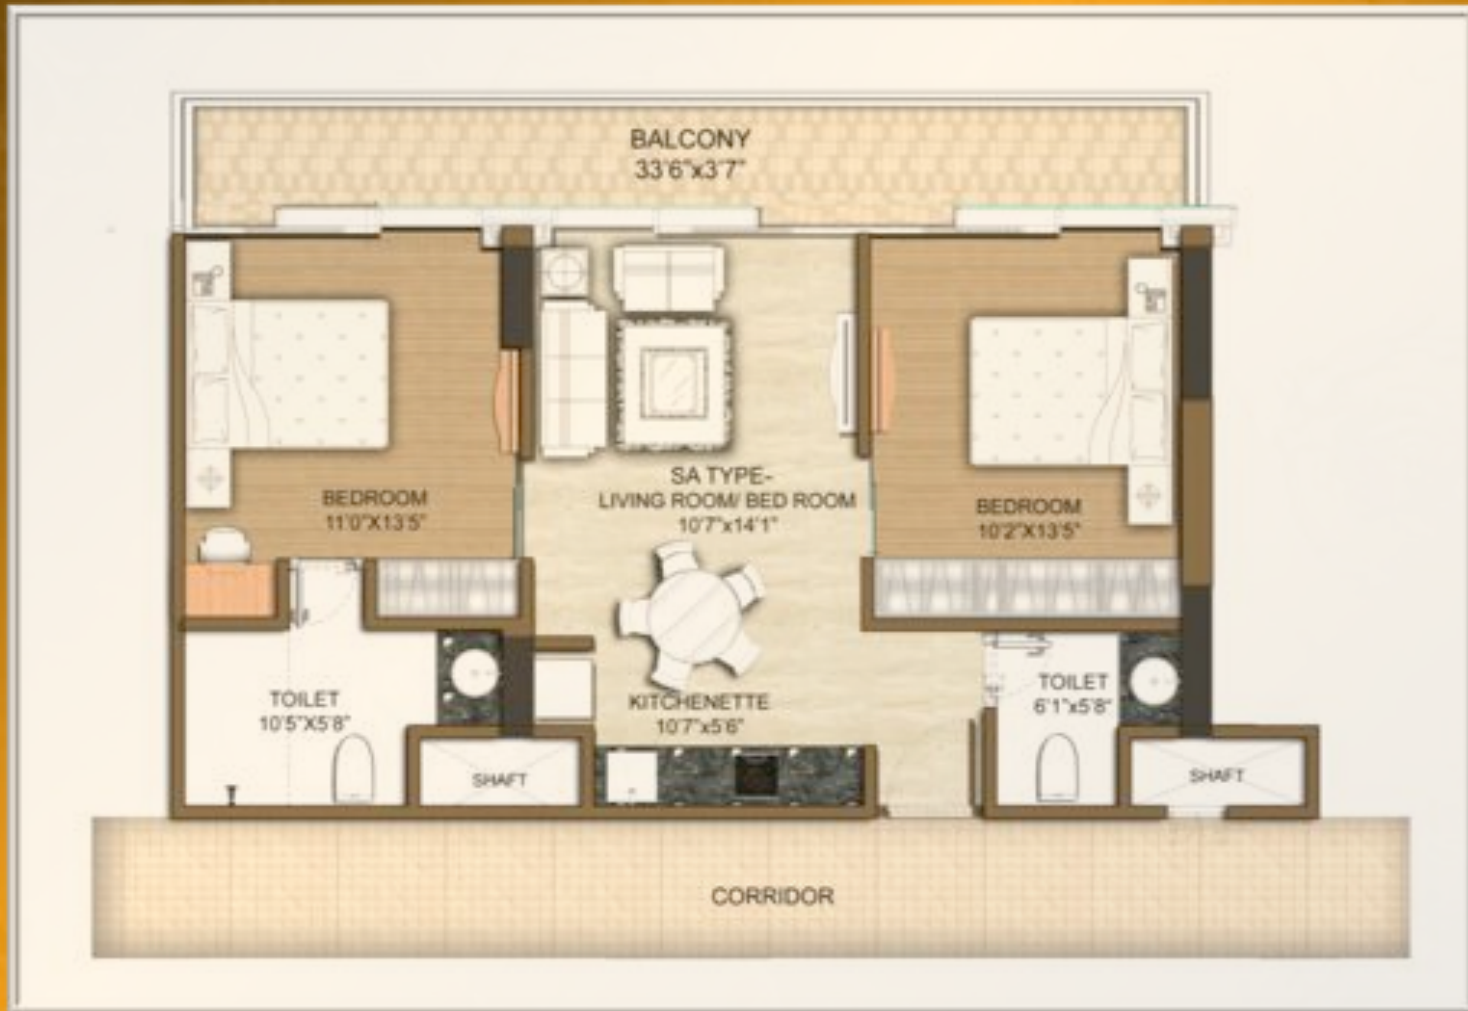 BALCONY
33'6"x3'7"
BEDROOM
11'0"X13'5"
SA TYPE-
LIVING ROOM/ BED ROOM
10'7"x14'1"
BEDROOM
10'2"X13'5"
TOILET
10'5"X5'8"
KITCHENETTE
10'7"x5'6"
TOILET
6'1"x5'8"
SHAFT
SHAFT
CORRIDOR